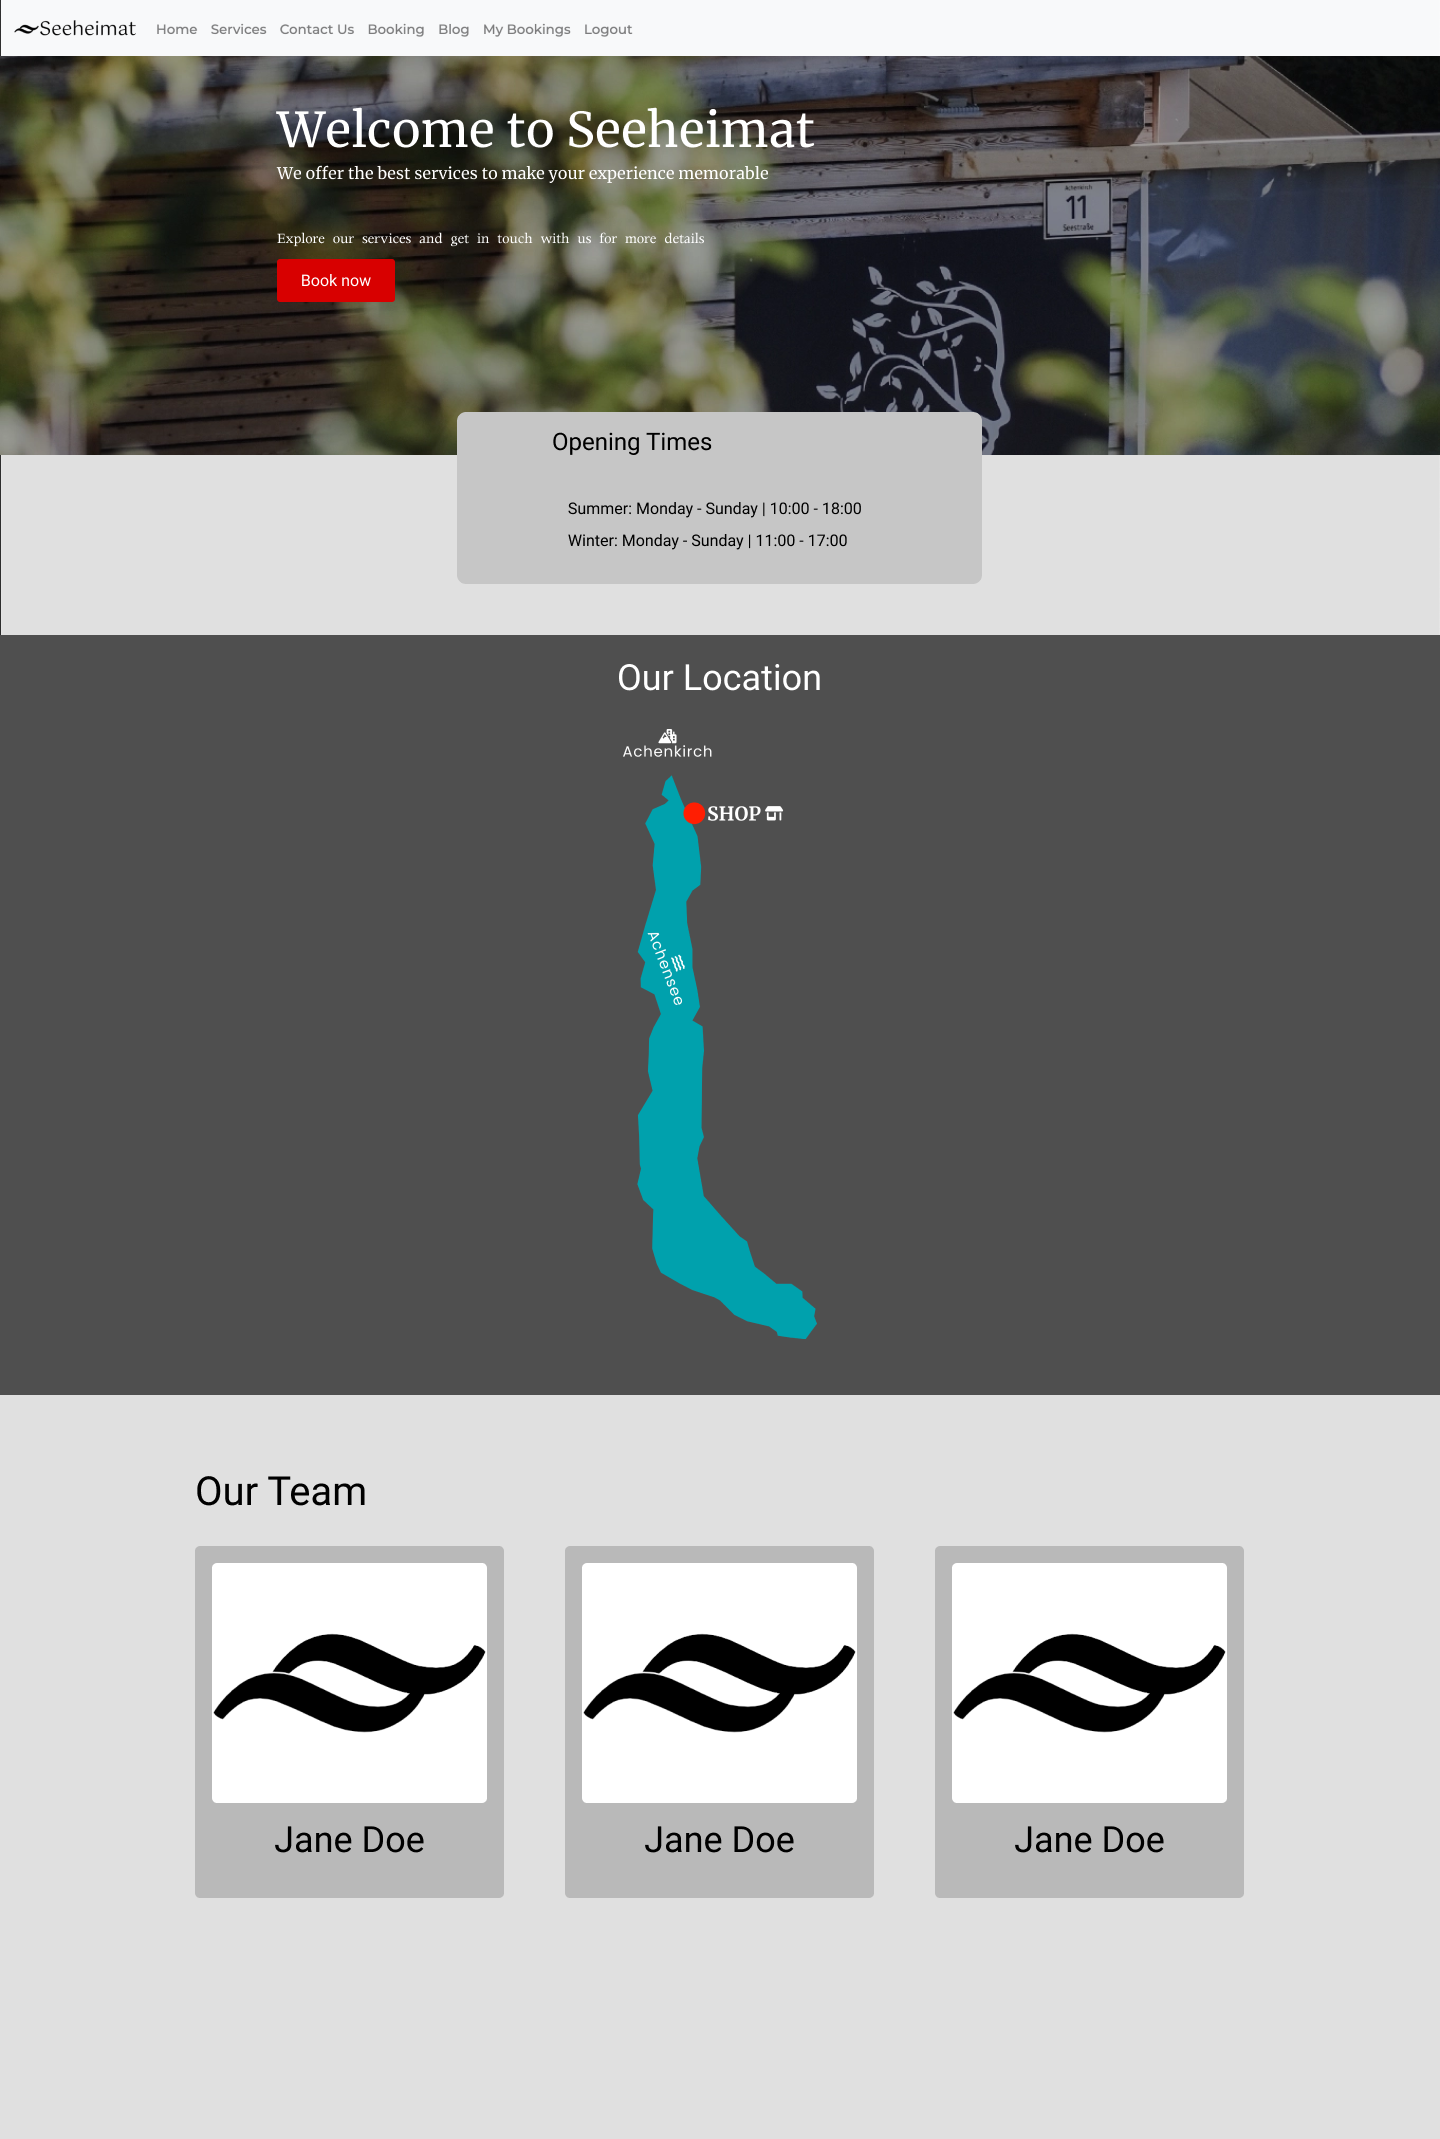 Seeheimat
Home Services Contact Us Booking Blog My Bookings Logout
Welcome to Seeheimat
We offer the best services to make your experience memorable
Achenkirch
11
Seestraße
Explore our services and get in touch with us for more details
Book now
Opening Times
Summer: Monday - Sunday | 10:00 - 18:00
Winter: Monday - Sunday | 11:00 - 17:00
Our Location
Achenkirch
SHOP
Achensee
Our Team
Jane Doe
Jane Doe
Jane Doe